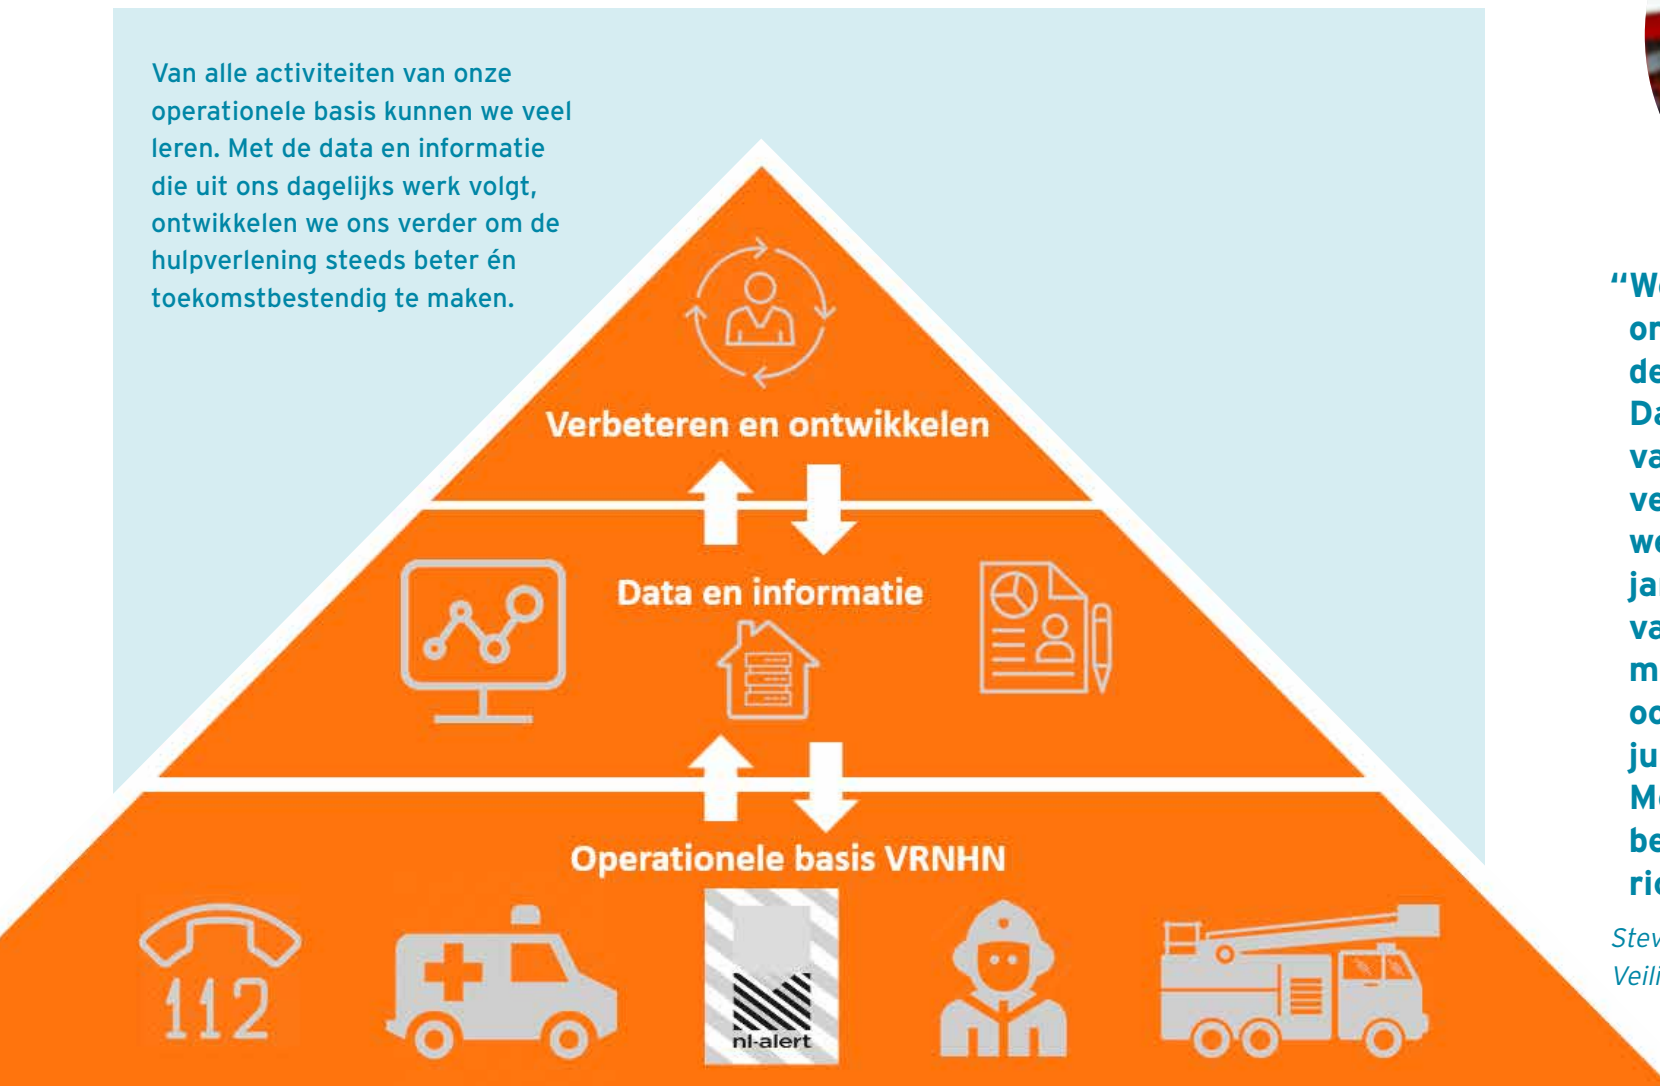 Van alle activiteiten van onze
operationele basis kunnen we veel
leren. Met de data en informatie
die uit ons dagelijks werk volgt,
ontwikkelen we ons verder om de
hulpverlening steeds beter én
toekomstbestendig te maken.
Verbeteren en ontwikkelen
Data en informatie
Operationele basis VRNHN
112
nl-alert